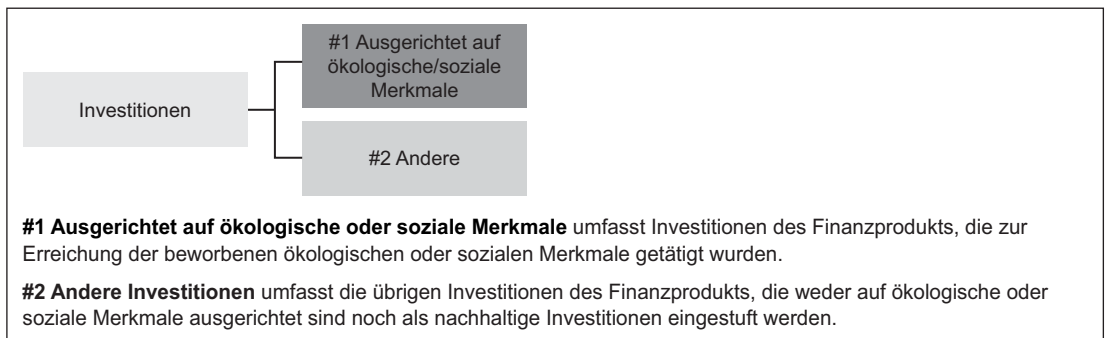 #1 Ausgerichtet auf
ökologische/soziale
Merkmale
Investitionen
#2 Andere
#1 Ausgerichtet auf ökologische oder soziale Merkmale umfasst Investitionen des Finanzprodukts, die zur
Erreichung der beworbenen ökologischen oder sozialen Merkmale getätigt wurden.
#2 Andere Investitionen umfasst die übrigen Investitionen des Finanzprodukts, die weder auf ökologische oder
soziale Merkmale ausgerichtet sind noch als nachhaltige Investitionen eingestuft werden.